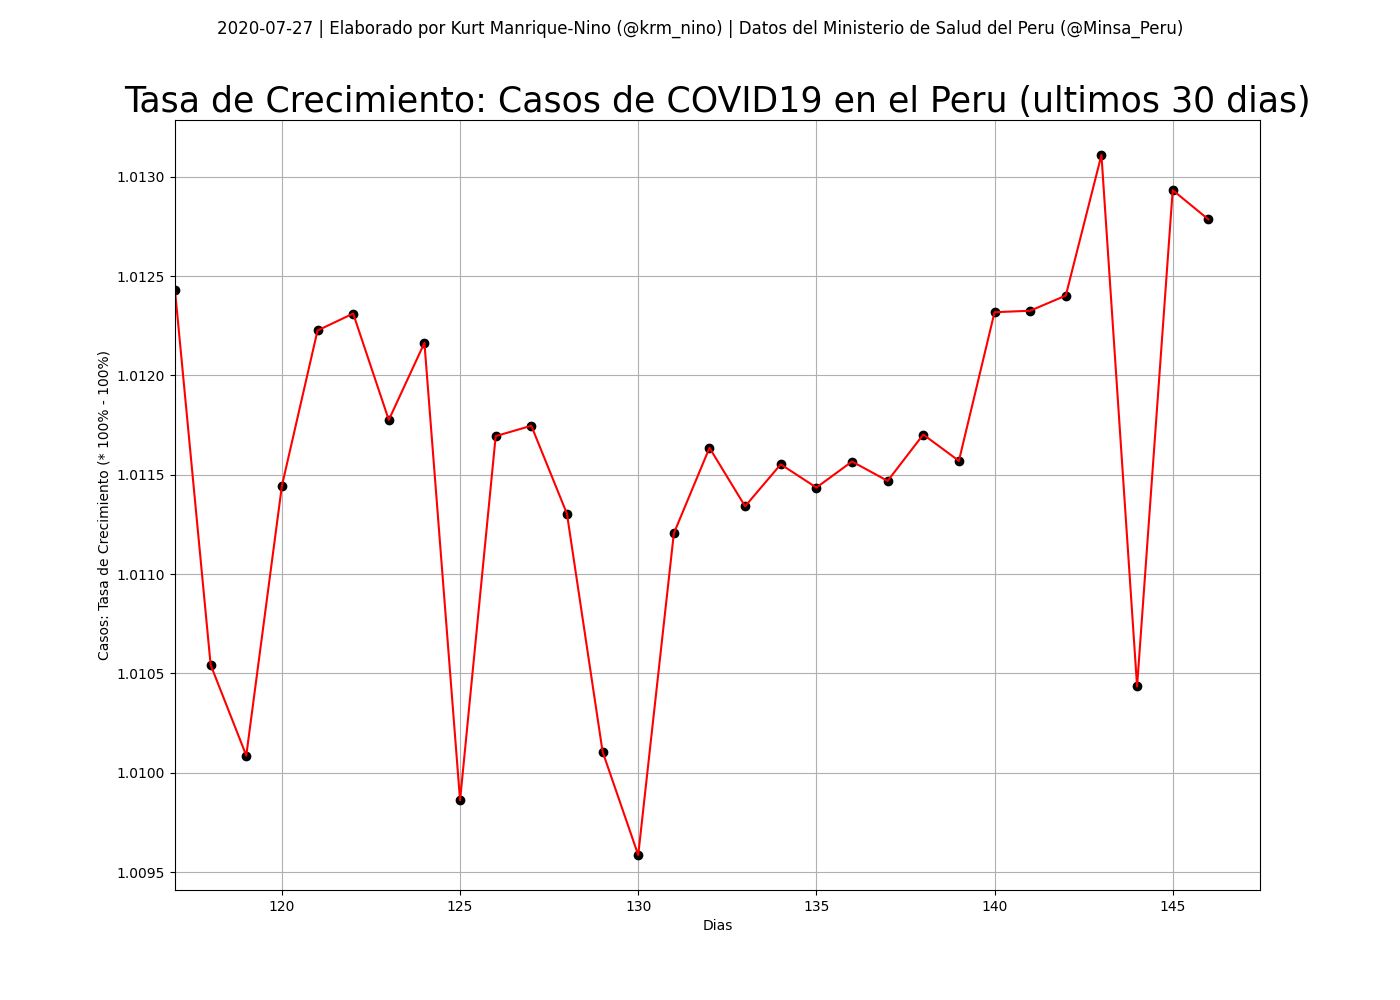 2020-07-27 | Elaborado por Kurt Manrique-Nino (@krm_nino) | Datos del Ministerio de Salud del Peru (@Minsa_Peru)
Tasa de Crecimiento: Casos de COVID19 en el Peru (ultimos 30 dias)
Casos: Tasa de Crecimiento (* 100% - 100%)
1.0130
1.0125
1.0120
1.0115
1.0110
1.0105
1.0100
1.0095
120 125 130 135 140 145
Dias